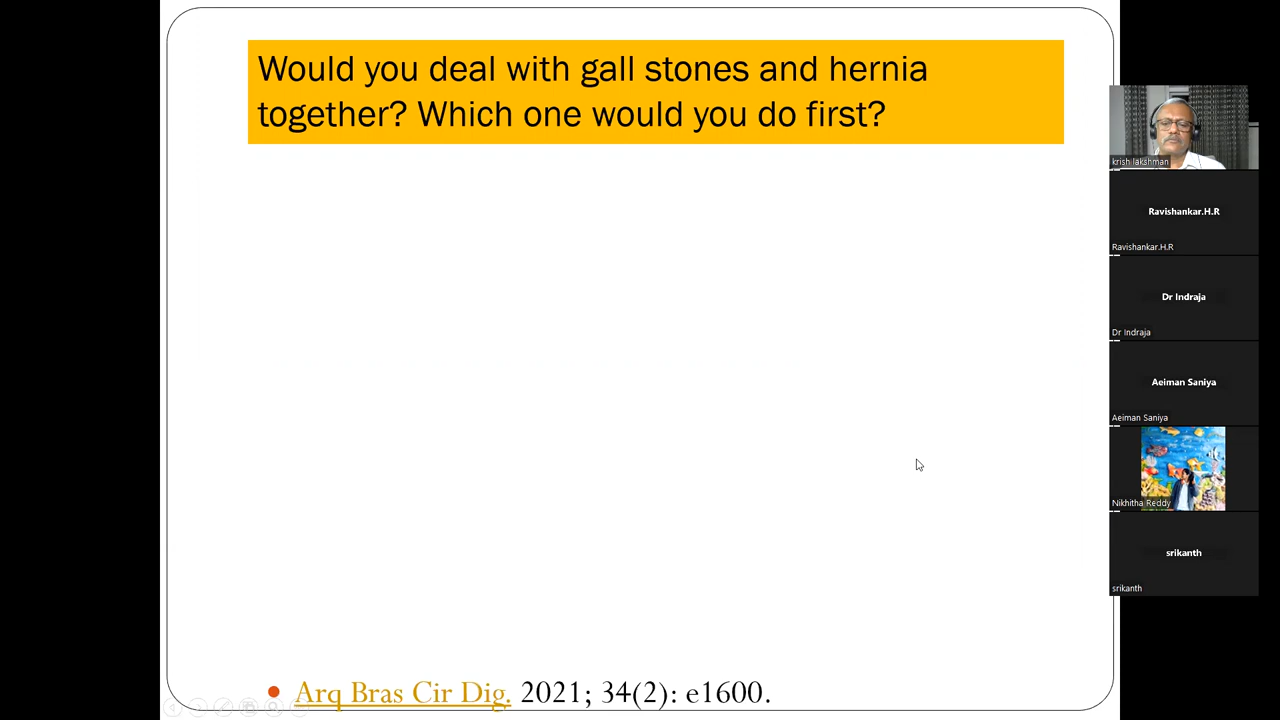 Would you deal with gall stones and hernia
together? Which one would you do first?
Arq Bras Cir Dig. 2021; 34(2): e1600.
krish lakshman
Ravishankar.H.R
Ravishankar.H.R
Dr Indraja
Dr Indraja
Aeiman Saniya
Aeiman Saniya
Nikhitha Reddy
srikanth
srikanth